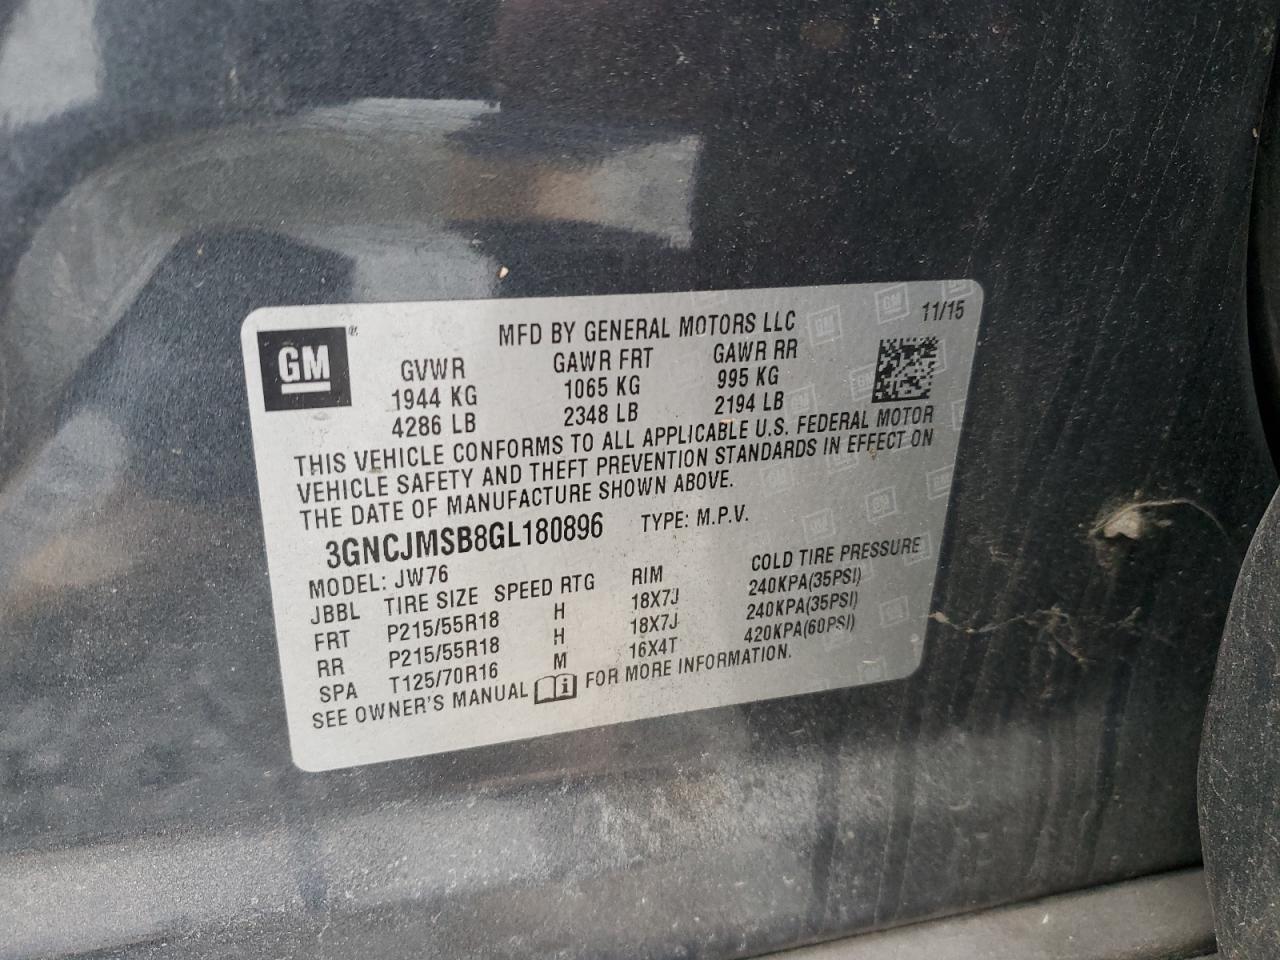 GM®
MFD BY GENERAL MOTORS LLC 11/15
GVWR GAWR FRT GAWR RR
1944 KG 1065 KG 995 KG
4286 LB 2348 LB 2194 LB
THIS VEHICLE CONFORMS TO ALL APPLICABLE U.S. FEDERAL MOTOR
VEHICLE SAFETY AND THEFT PREVENTION STANDARDS IN EFFECT ON
THE DATE OF MANUFACTURE SHOWN ABOVE.
3GNCJMSB8GL180896 TYPE: M.P.V.
MODEL: JW76
JBBL TIRE SIZE SPEED RTG RIM COLD TIRE PRESSURE
FRT P215/55R18 H 18X7J 240KPA(35PSI)
RR P215/55R18 H 18X7J 240KPA(35PSI)
SPA T125/70R16 M 16X4T 420KPA(60PSI)
SEE OWNER'S MANUAL i FOR MORE INFORMATION.